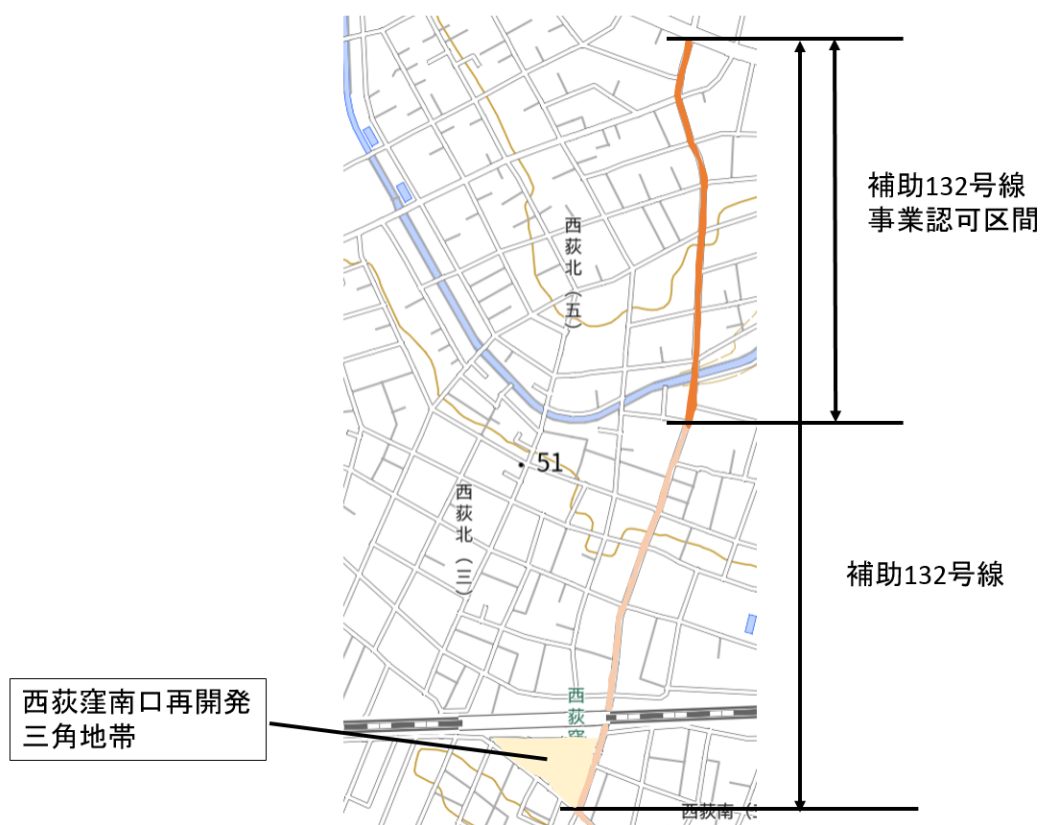 補助132号線
事業認可区間
西荻北（五）
51
西荻北（三）
補助132号線
西荻窪南口再開発
三角地帯
西荻窪
西荻南（